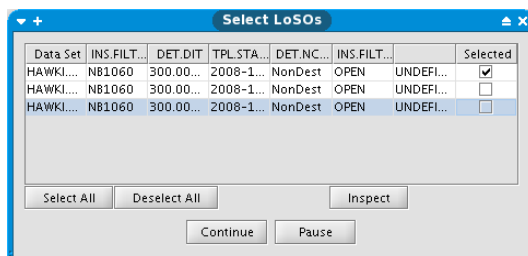 Select LoSOs
Data Set INS.FILT... DET.DIT TPL.STA... DET.NC... INS.FILT... Selected
HAWKI.... NB1060 300.00... 2008-1... NonDest OPEN UNDEFI...
HAWKI.... NB1060 300.00... 2008-1... NonDest OPEN UNDEFI...
HAWKI.... NB1060 300.00... 2008-1... NonDest OPEN UNDEFI...
Select All Deselect All Inspect
Continue Pause